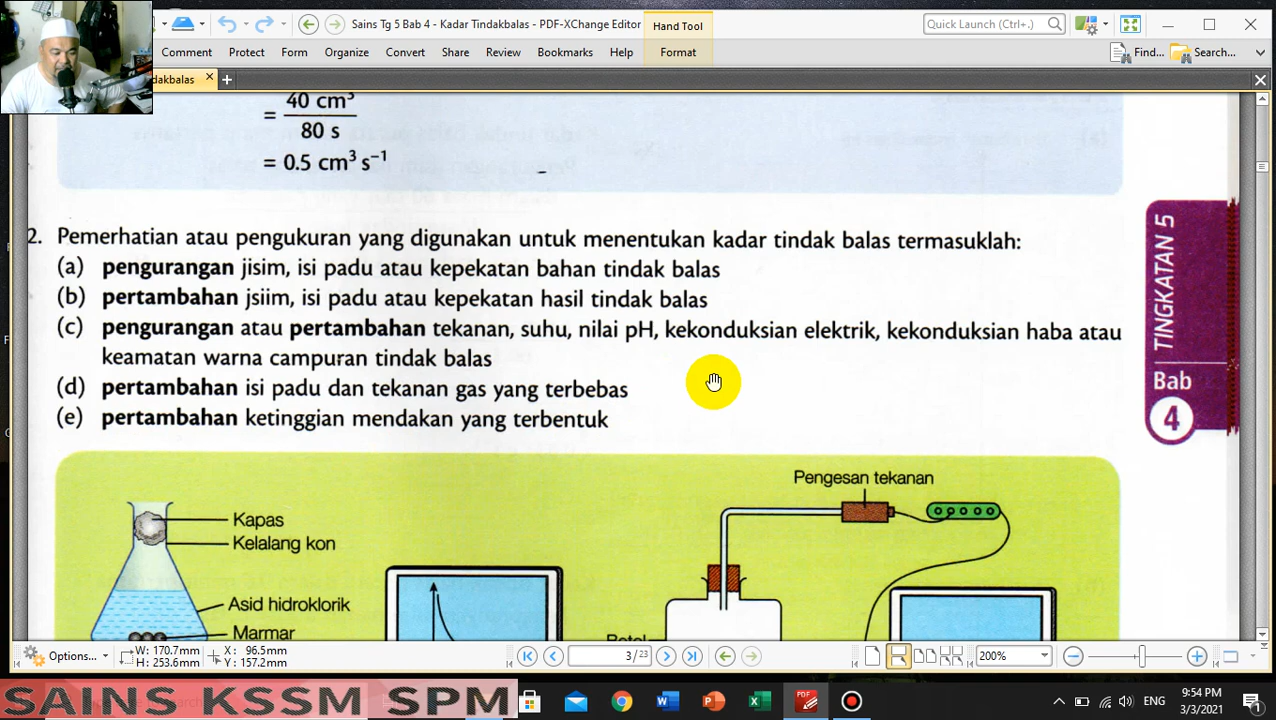 Sains Tg 5 Bab 4 - Kadar Tindakbalas - PDF-XChange Editor
Hand Tool
Quick Launch (Ctrl+.)
Comment Protect Form Organize Convert Share Review Bookmarks Help Format
Find... Search...
dakbalas
40 cm³
=
80 s
= 0.5 cm³ s⁻¹
2. Pemerhatian atau pengukuran yang digunakan untuk menentukan kadar tindak balas termasuklah:
(a) pengurangan jisim, isi padu atau kepekatan bahan tindak balas
(b) pertambahan jsiim, isi padu atau kepekatan hasil tindak balas
(c) pengurangan atau pertambahan tekanan, suhu, nilai pH, kekonduksian elektrik, kekonduksian haba atau
keamatan warna campuran tindak balas
(d) pertambahan isi padu dan tekanan gas yang terbebas
(e) pertambahan ketinggian mendakan yang terbentuk
TINGKATAN 5
Bab
4
Pengesan tekanan
Kapas
Kelalang kon
Asid hidroklorik
Marmar
Options...
W: 170.7mm
H: 253.6mm
X: 96.5mm
Y: 157.2mm
3 / 23
200%
SAINS KSSM SPM
ENG
9:54 PM
3/3/2021